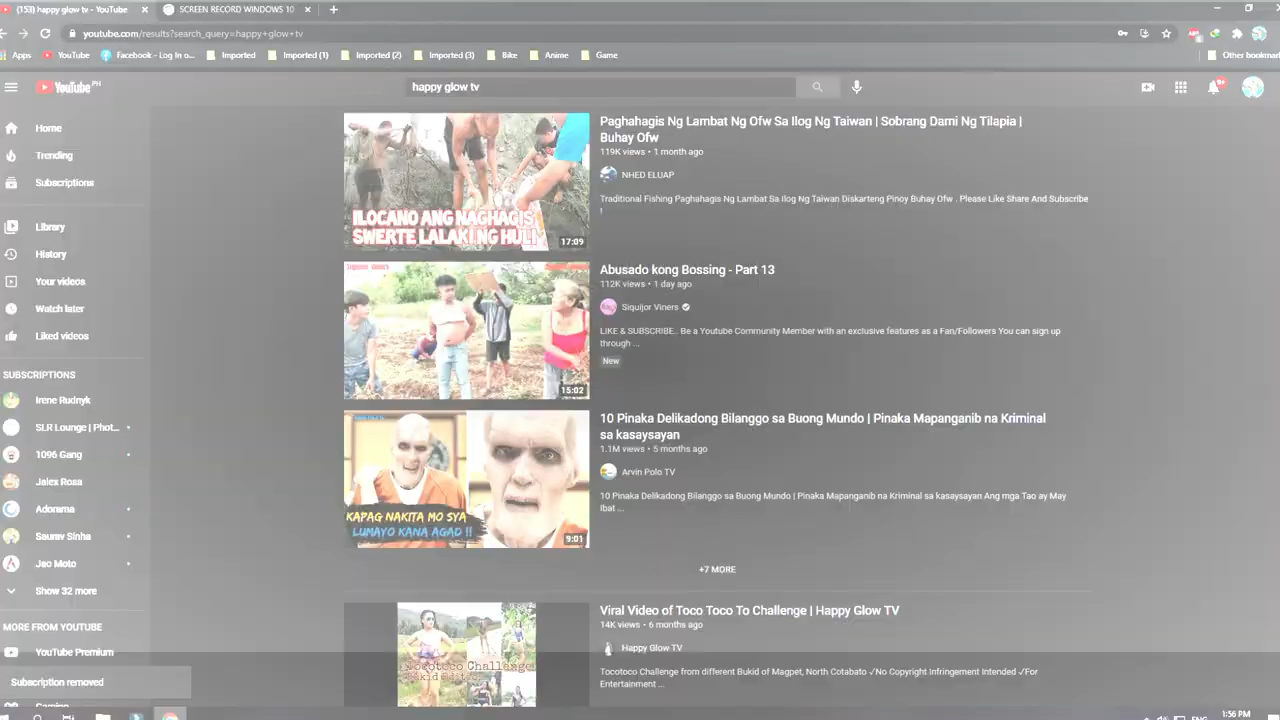 (153) happy glow tv - YouTube
SCREEN RECORD WINDOWS 10
youtube.com/results?search_query=happy+glow+tv
Apps YouTube Facebook - Log In o... Imported Imported (1) Imported (2) Imported (3) Bike Anime Game Other bookmar
YouTube PH
happy glow tv
9+
Home
Trending
Subscriptions
Library
History
Your videos
Watch later
Liked videos
SUBSCRIPTIONS
Irene Rudnyk
SLR Lounge | Phot...
1096 Gang
Jalex Rosa
Adorama
Saurav Sinha
Jao Moto
Show 32 more
MORE FROM YOUTUBE
YouTube Premium
Subscription removed
Gaming
ILOCANO ANG NAGHAGIS
SWERTE LALAKI NG HULI
17:09
Paghahagis Ng Lambat Ng Ofw Sa Ilog Ng Taiwan | Sobrang Dami Ng Tilapia |
Buhay Ofw
119K views • 1 month ago
NHED ELUAP
Traditional Fishing Paghahagis Ng Lambat Sa Ilog Ng Taiwan Diskarteng Pinoy Buhay Ofw . Please Like Share And Subscribe
!
15:02
Abusado kong Bossing - Part 13
112K views • 1 day ago
Siquijor Viners
LIKE & SUBSCRIBE.. Be a Youtube Community Member with an exclusive features as a Fan/Followers You can sign up
through ...
New
KAPAG NAKITA MO SYA
LUMAYO KANA AGAD !!
9:01
10 Pinaka Delikadong Bilanggo sa Buong Mundo | Pinaka Mapanganib na Kriminal
sa kasaysayan
1.1M views • 5 months ago
Arvin Polo TV
10 Pinaka Delikadong Bilanggo sa Buong Mundo | Pinaka Mapanganib na Kriminal sa kasaysayan Ang mga Tao ay May
Ibat ...
+7 MORE
Tocotoco Challenge
Bukid Edition
Viral Video of Toco Toco To Challenge | Happy Glow TV
14K views • 6 months ago
Happy Glow TV
Tocotoco Challenge from different Bukid of Magpet, North Cotabato √No Copyright Infringement Intended √For
Entertainment ...
ENG
1:56 PM